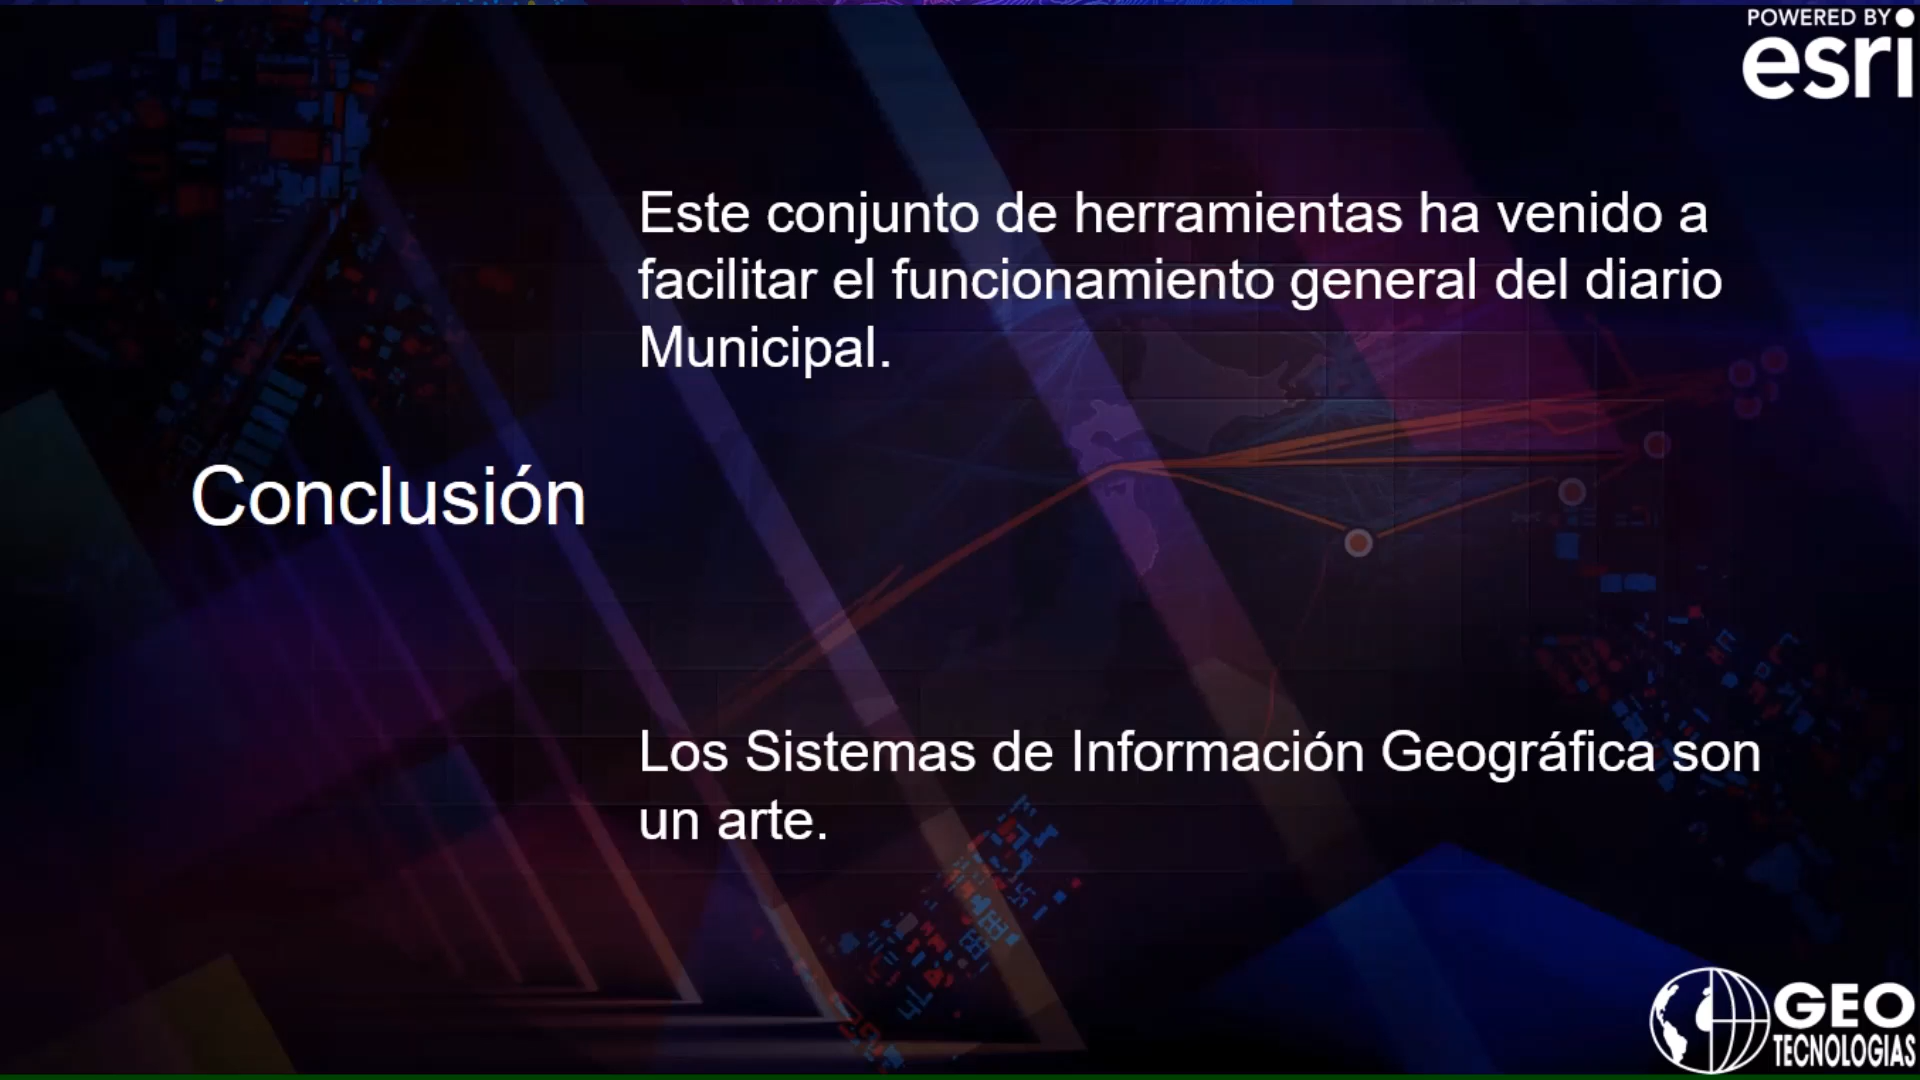 POWERED BY
esri
Este conjunto de herramientas ha venido a
facilitar el funcionamiento general del diario
Municipal.
Conclusión
Los Sistemas de Información Geográfica son
un arte.
GEO
TECNOLOGIAS